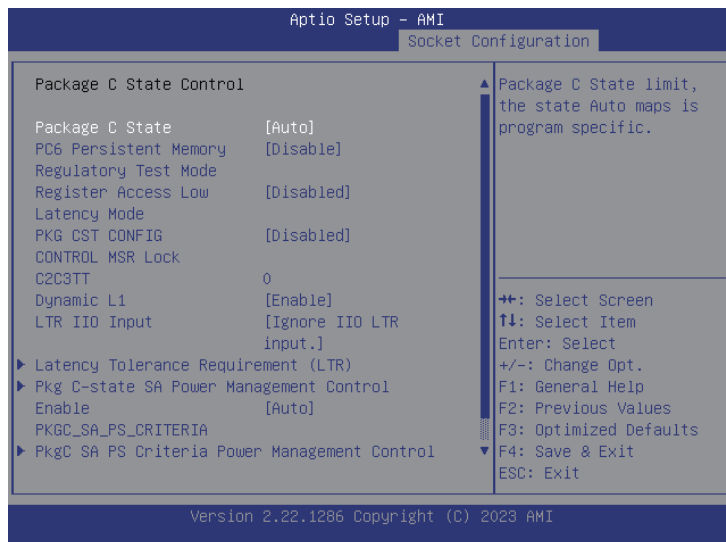 Aptio Setup – AMI
Socket Configuration
Package C State Control
Package C State [Auto]
PC6 Persistent Memory [Disable]
Regulatory Test Mode
Register Access Low [Disabled]
Latency Mode
PKG CST CONFIG [Disabled]
CONTROL MSR Lock
C2C3TT 0
Dynamic L1 [Enable]
LTR IIO Input [Ignore IIO LTR
input.]
▶ Latency Tolerance Requirement (LTR)
▶ Pkg C-state SA Power Management Control
Enable [Auto]
PKGC_SA_PS_CRITERIA
▶ PkgC SA PS Criteria Power Management Control
Package C State limit,
the state Auto maps is
program specific.
→←: Select Screen
↑↓: Select Item
Enter: Select
+/-: Change Opt.
F1: General Help
F2: Previous Values
F3: Optimized Defaults
F4: Save & Exit
ESC: Exit
Version 2.22.1286 Copyright (C) 2023 AMI